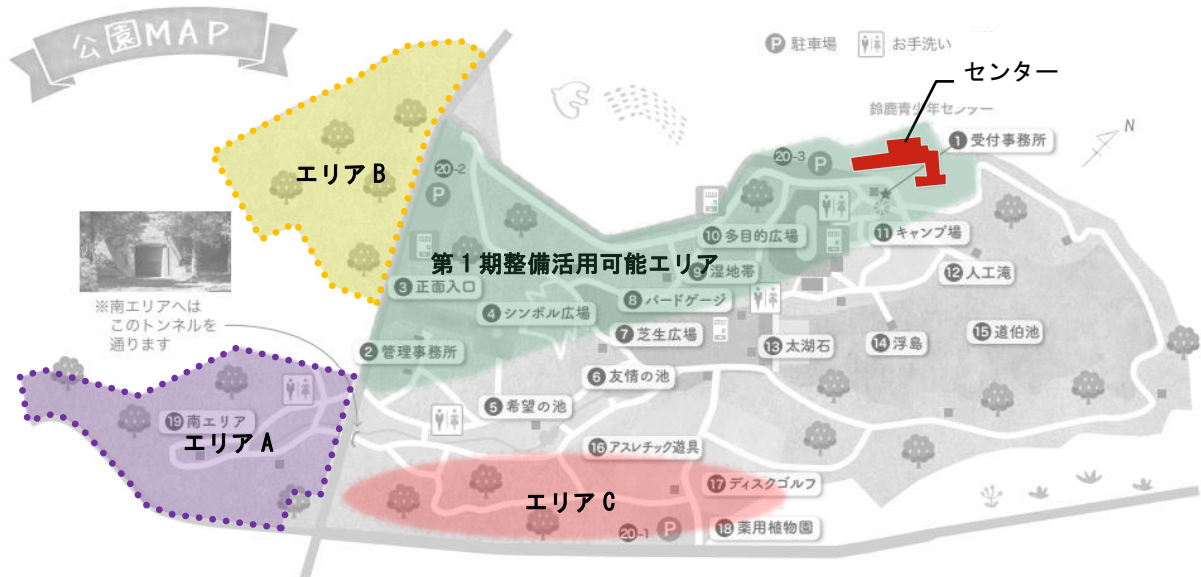 公園MAP
P 駐車場 お手洗い
センター
鈴鹿青少年センター
N
1 受付事務所
20-3 P
20-2
P
エリア B
10 多目的広場
11 キャンプ場
第1期整備活用可能エリア
9 湿地帯
12 人工滝
3 正面入口
8 バードゲージ
4 シンボル広場
※南エリアへは
このトンネルを
通ります
7 芝生広場
15 道伯池
13 太湖石
14 浮島
2 管理事務所
6 友情の池
5 希望の池
19 南エリア
エリア A
16 アスレチック遊具
17 ディスクゴルフ
エリア C
20-1 P
18 薬用植物園